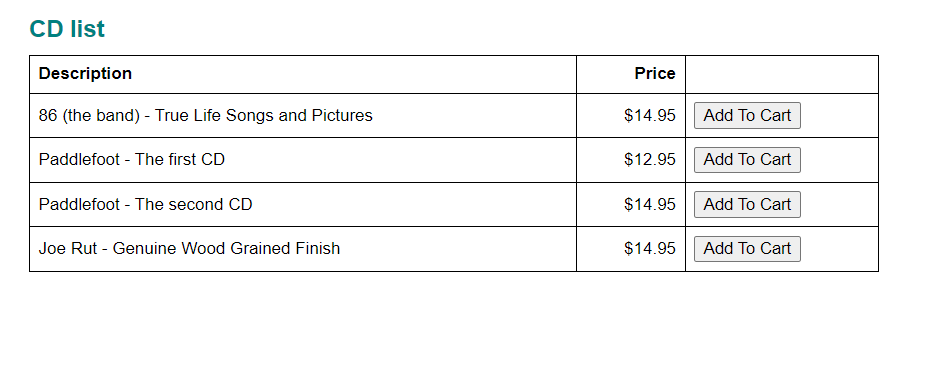 CD list
Description Price
86 (the band) - True Life Songs and Pictures $14.95 Add To Cart
Paddlefoot - The first CD $12.95 Add To Cart
Paddlefoot - The second CD $14.95 Add To Cart
Joe Rut - Genuine Wood Grained Finish $14.95 Add To Cart